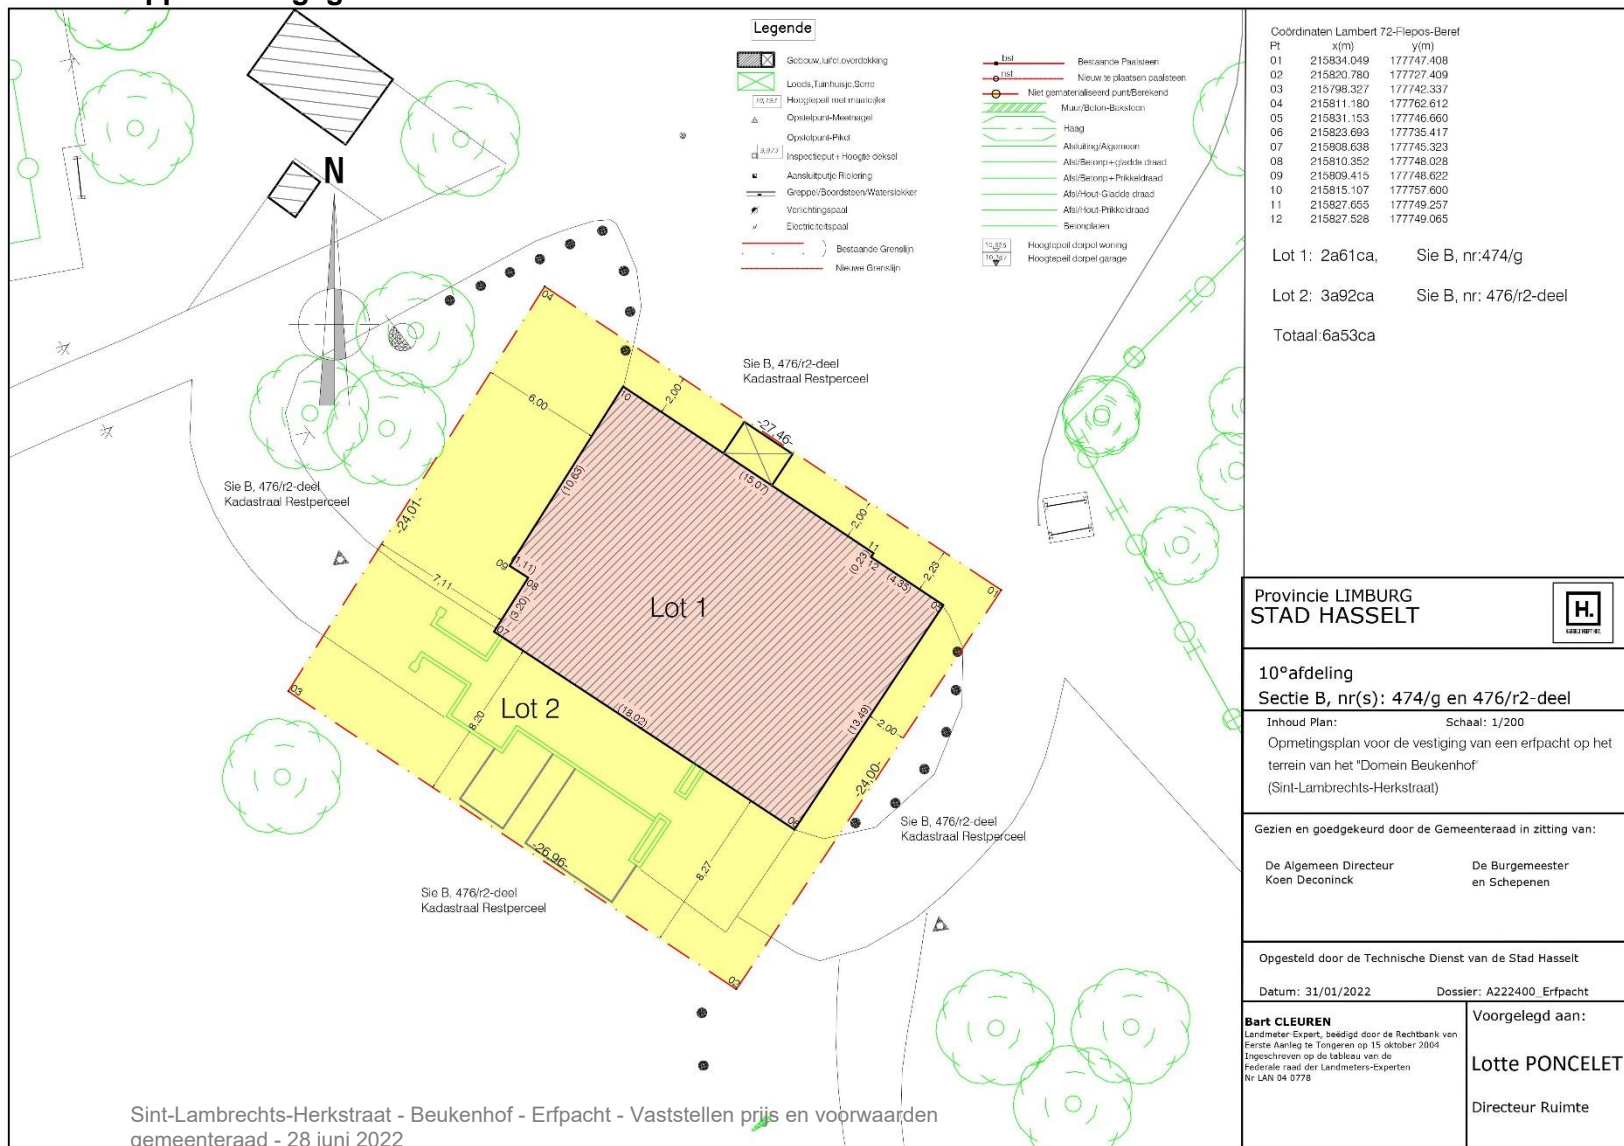 Legende
Gebouw,luifel,overdekking
Loods,Tuinhuisje,Serre
Hoogtepeil met maatcijfer
Opstelpunt-Meetnagel
Opstelpunt-Piket
Inspectieput+Hoogte deksel
Aansluitputje Riolering
Greppel/Boordsteen/Waterslokker
Verlichtingspaal
Electriciteitspaal
Bestaande Grenslijn
Nieuwe Grenslijn
bst
Bestaande Paalsteen
nst
Nieuw te plaatsen paalsteen
Niet gematerialiseerd punt/Berekend
Muur/Beton-Baksteen
Haag
Afsluiting/Algemeen
Afsl/Betonp+gladde draad
Afsl/Betonp+Prikkeldraad
Afsl/Hout-Gladde draad
Afsl/Hout-Prikkeldraad
Betonplaten
Hoogtepeil dorpel woning
Hoogtepeil dorpel garage
Coördinaten Lambert 72-Flepos-Beref
Pt x(m) y(m)
01 215834.049 177747.408
02 215820.780 177727.409
03 215798.327 177742.337
04 215811.180 177762.612
05 215831.153 177746.660
06 215823.693 177735.417
07 215808.638 177745.323
08 215810.352 177748.028
09 215809.415 177748.622
10 215815.107 177757.600
11 215827.655 177749.257
12 215827.528 177749.065
Lot 1: 2a61ca, Sie B, nr:474/g
Lot 2: 3a92ca Sie B, nr: 476/r2-deel
Totaal:6a53ca
N
04
Sie B, 476/r2-deel
Kadastraal Restperceel
10
2,00
6,00
-27,46-
(10,63)
(15,07)
Sie B, 476/r2-deel
Kadastraal Restperceel
-24,01-
2,00
11
(0,23)
12
(4,35)
2,23
01
05
09
(1,11)
08
7,11
(3,20)
07
Lot 1
03
Lot 2
8,20
(18,02)
(13,49)
2,00
-24,00-
06
Sie B, 476/r2-deel
Kadastraal Restperceel
-26,96-
8,27
Sie B, 476/r2-deel
Kadastraal Restperceel
02
Provincie LIMBURG
STAD HASSELT
H.
10°afdeling
Sectie B, nr(s): 474/g en 476/r2-deel
Inhoud Plan: Schaal: 1/200
Opmetingsplan voor de vestiging van een erfpacht op het
terrein van het "Domein Beukenhof"
(Sint-Lambrechts-Herkstraat)
Gezien en goedgekeurd door de Gemeenteraad in zitting van:
De Algemeen Directeur De Burgemeester
Koen Deconinck en Schepenen
Opgesteld door de Technische Dienst van de Stad Hasselt
Datum: 31/01/2022 Dossier: A222400_Erfpacht
Bart CLEUREN
Landmeter-Expert, beëdigd door de Rechtbank van
Eerste Aanleg te Tongeren op 15 oktober 2004
Ingeschreven op de tableau van de
Federale raad der Landmeters-Experten
Nr LAN 04 0778
Voorgelegd aan:
Lotte PONCELET
Directeur Ruimte
Sint-Lambrechts-Herkstraat - Beukenhof - Erfpacht - Vaststellen prijs en voorwaarden
gemeenteraad - 28 juni 2022